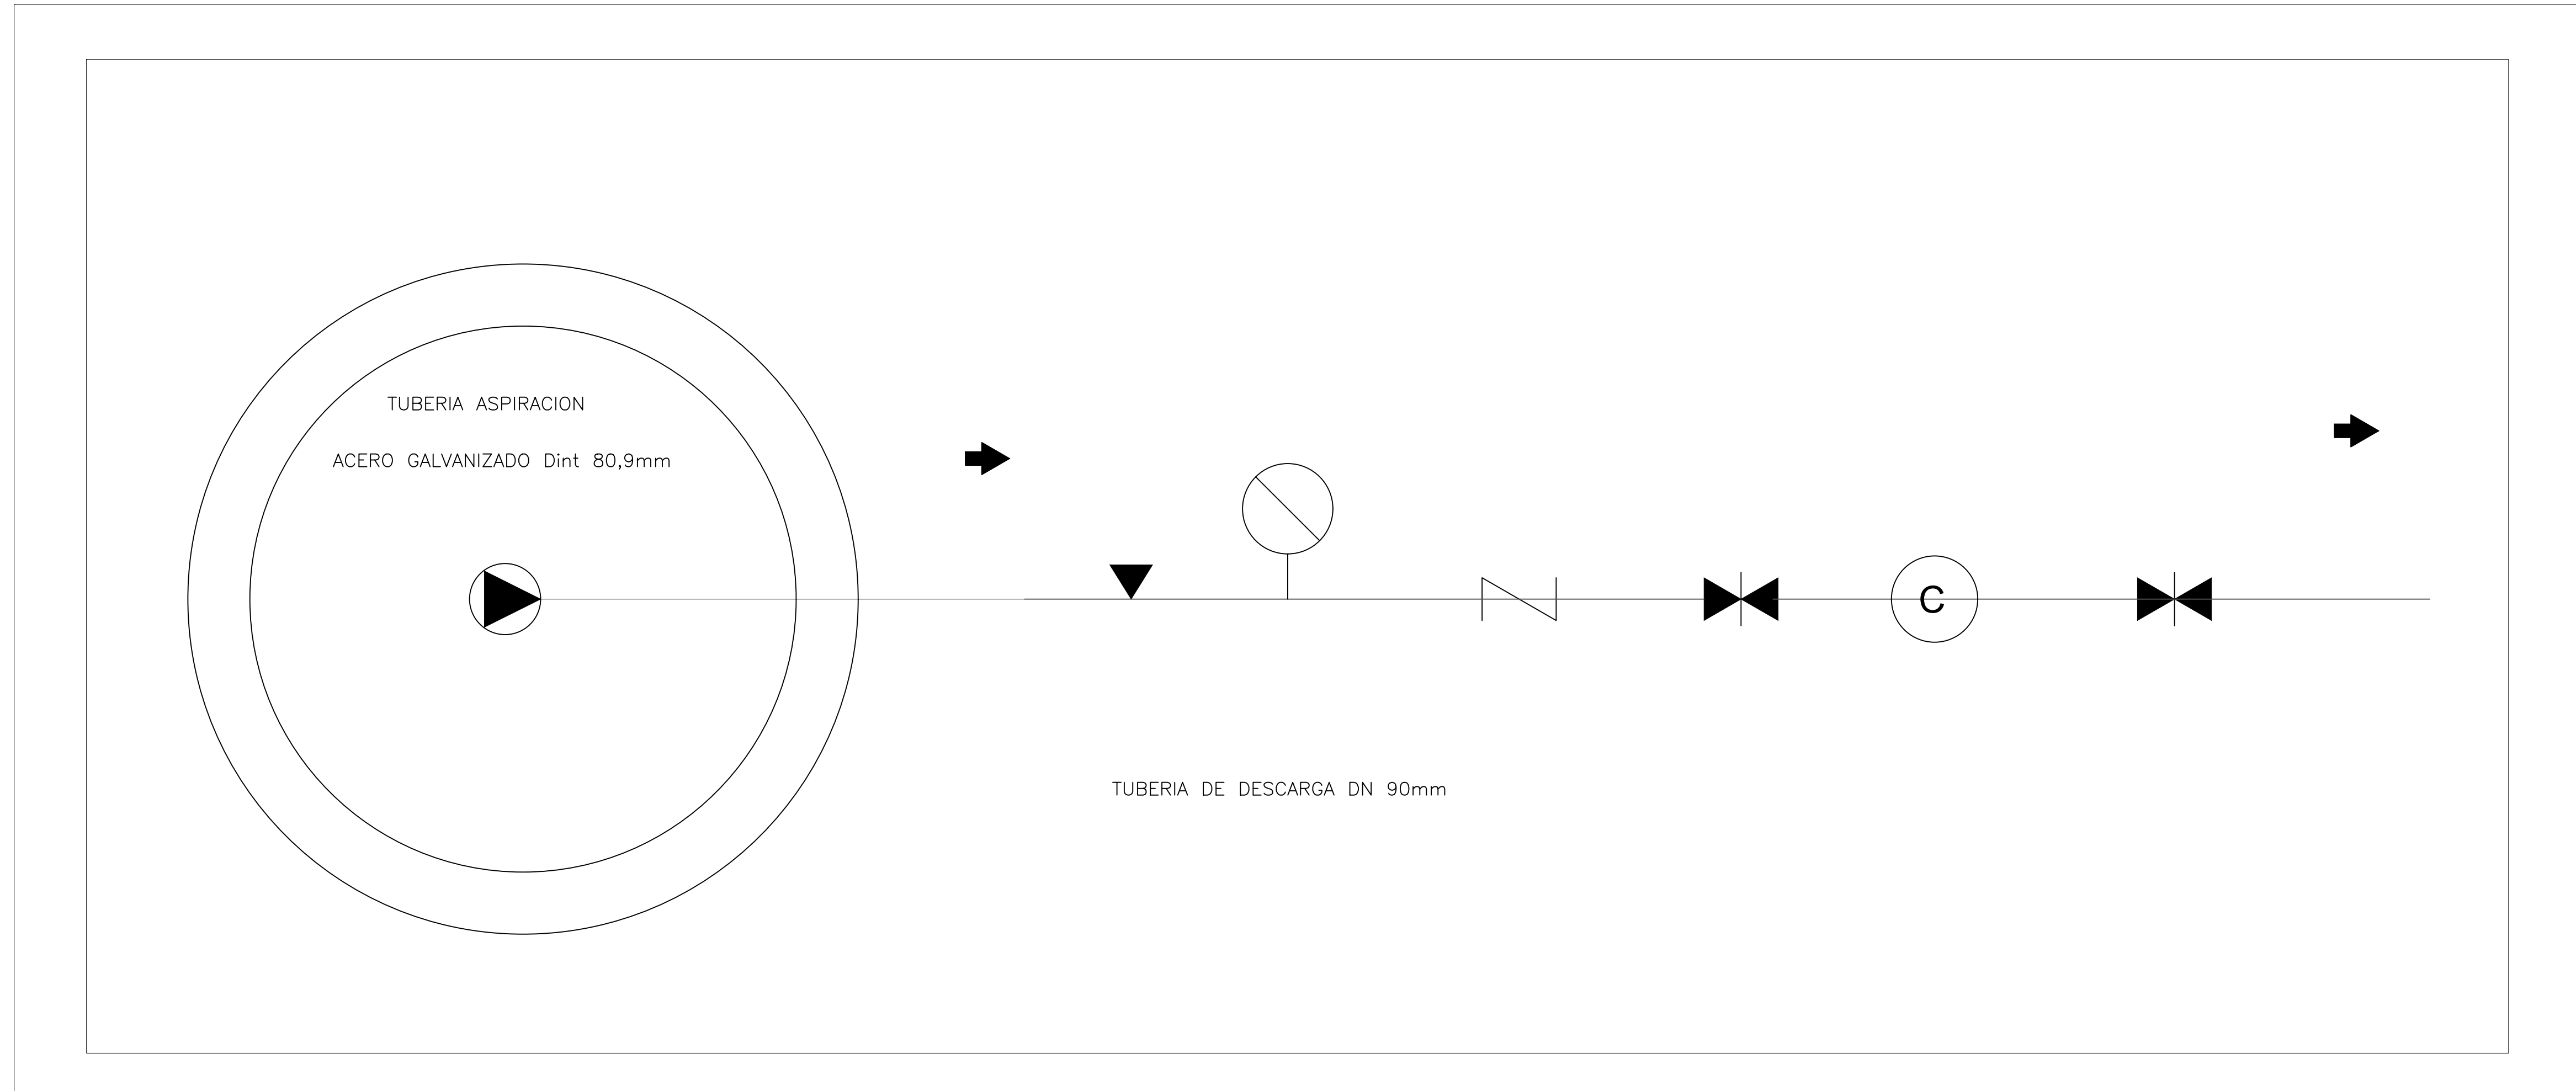 TUBERIA ASPIRACION
ACERO GALVANIZADO Dint 80,9mm
C
TUBERIA DE DESCARGA DN 90mm